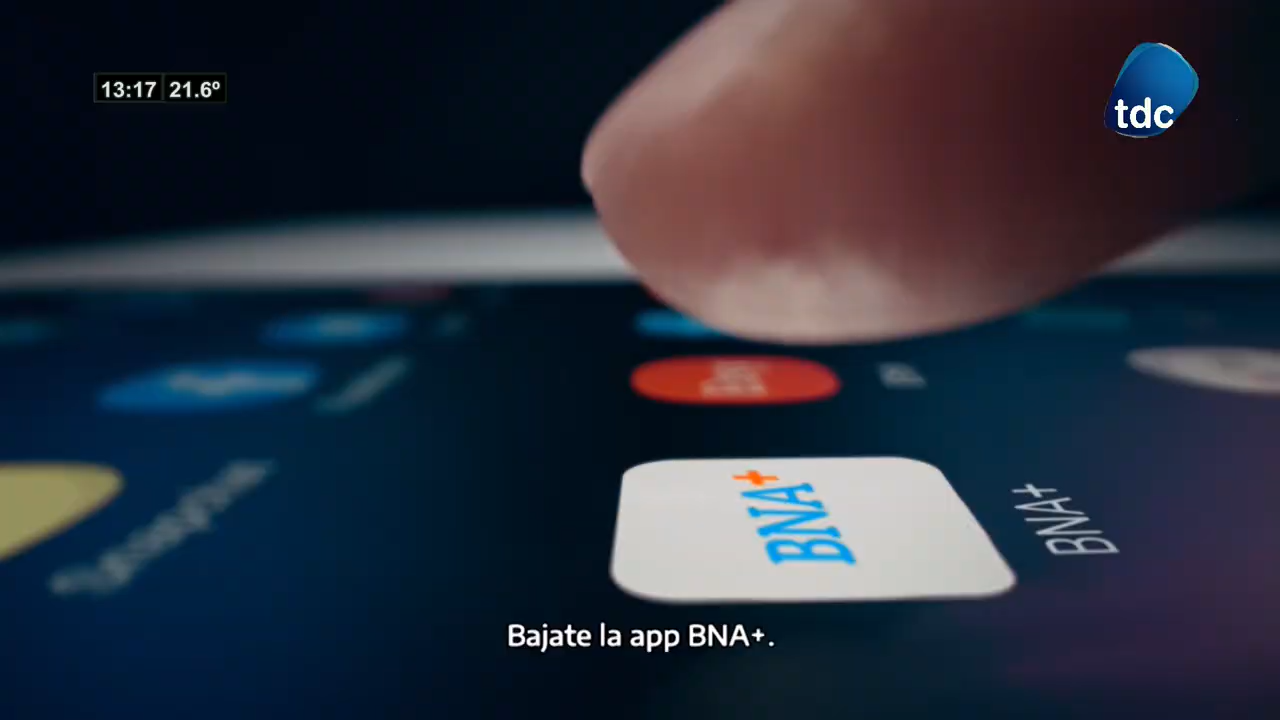 13:17 21.6º
tdc
BNA+
BNA+
Bajate la app BNA+.